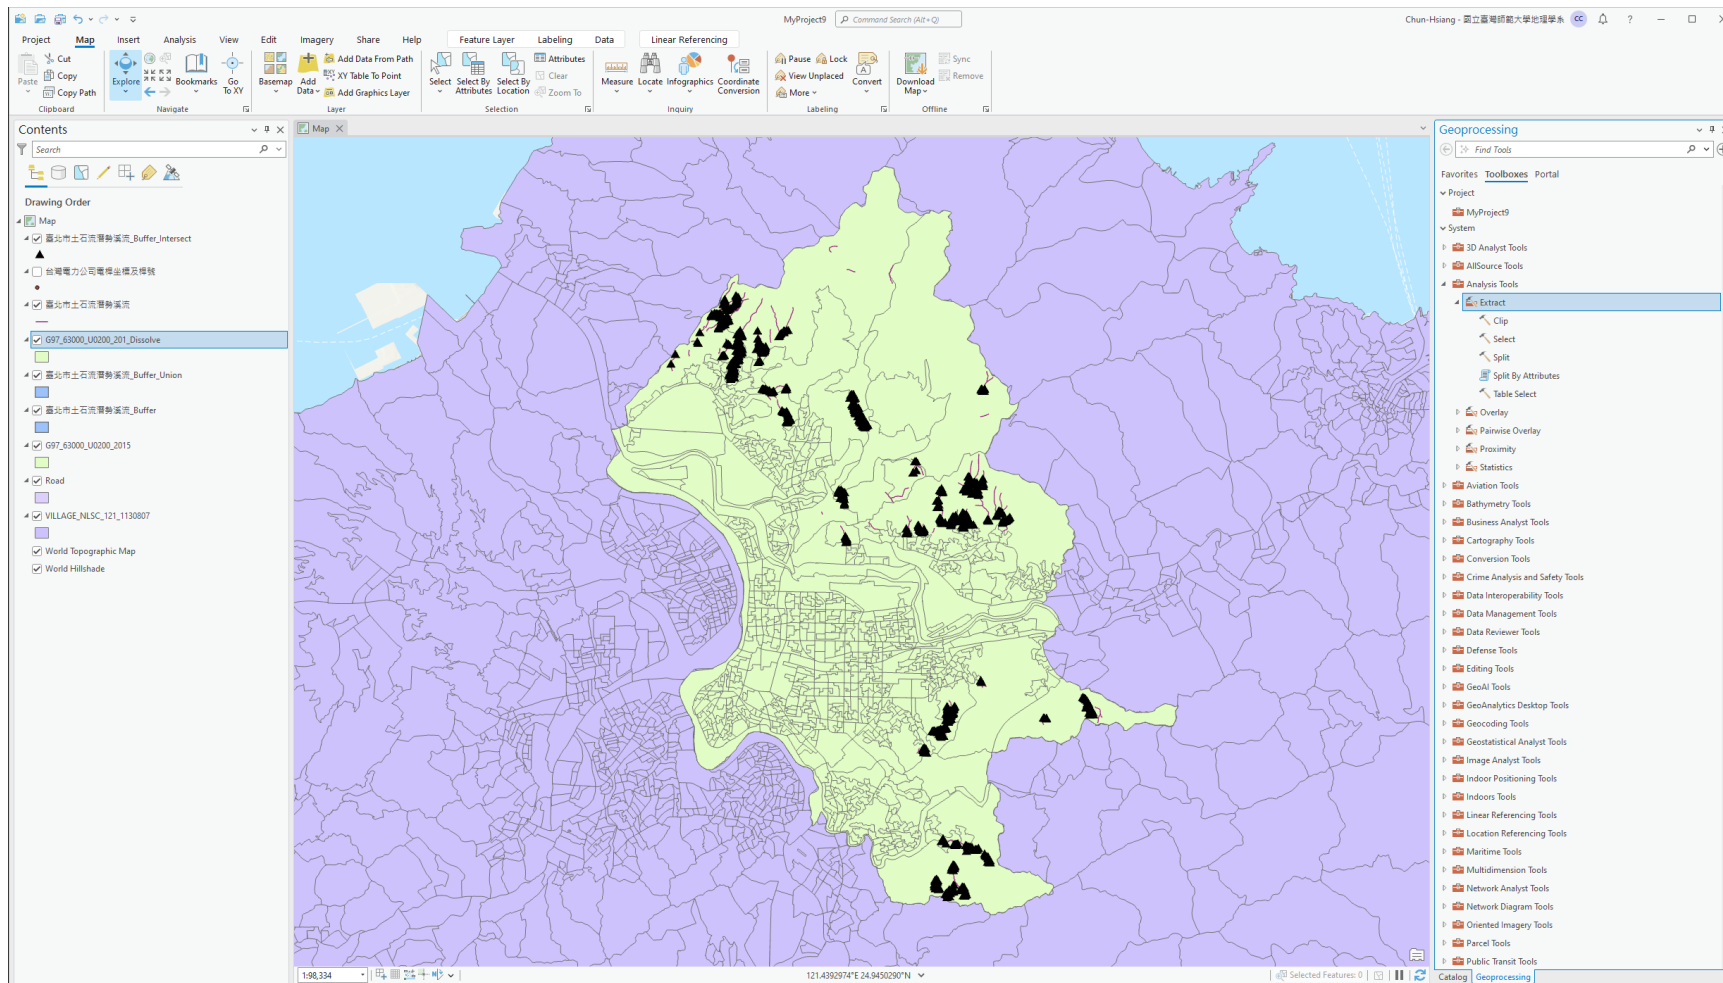 MyProject9
Command Search (Alt+Q)
Chun-Hsiang - 國立臺灣師範大學地理學系
CC
?
Project Map Insert Analysis View Edit Imagery Share Help Feature Layer Labeling Data Linear Referencing
Paste
Cut
Copy
Copy Path
Clipboard
Explore
Bookmarks
Go To XY
Navigate
Basemap
Add Data
Add Data From Path
XY Table To Point
Add Graphics Layer
Layer
Select
Select By Attributes
Select By Location
Attributes
Clear
Zoom To
Selection
Measure
Locate
Infographics
Coordinate Conversion
Inquiry
Pause
Lock
View Unplaced
More
Convert
Labeling
Download Map
Sync
Remove
Offline
Contents
Search
Drawing Order
Map
臺北市土石流潛勢溪流_Buffer_Intersect
台灣電力公司電桿坐標及桿號
臺北市土石流潛勢溪流
G97_63000_U0200_201_Dissolve
臺北市土石流潛勢溪流_Buffer_Union
臺北市土石流潛勢溪流_Buffer
G97_63000_U0200_2015
Road
VILLAGE_NLSC_121_1130807
World Topographic Map
World Hillshade
Map
1:98,334
121.4392974°E 24.9450290°N
Selected Features: 0
Geoprocessing
Find Tools
Favorites Toolboxes Portal
Project
MyProject9
System
3D Analyst Tools
AllSource Tools
Analysis Tools
Extract
Clip
Select
Split
Split By Attributes
Table Select
Overlay
Pairwise Overlay
Proximity
Statistics
Aviation Tools
Bathymetry Tools
Business Analyst Tools
Cartography Tools
Conversion Tools
Crime Analysis and Safety Tools
Data Interoperability Tools
Data Management Tools
Data Reviewer Tools
Defense Tools
Editing Tools
GeoAI Tools
GeoAnalytics Desktop Tools
Geocoding Tools
Geostatistical Analyst Tools
Image Analyst Tools
Indoor Positioning Tools
Indoors Tools
Linear Referencing Tools
Location Referencing Tools
Maritime Tools
Multidimension Tools
Network Analyst Tools
Network Diagram Tools
Oriented Imagery Tools
Parcel Tools
Public Transit Tools
Catalog Geoprocessing